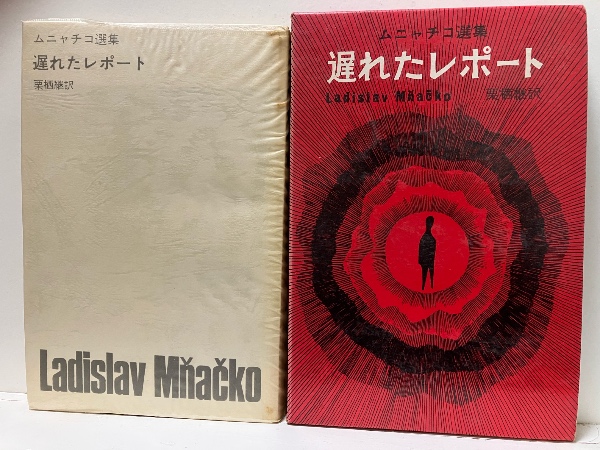 ムニャチコ選集
遅れたレポート
栗栖継訳
Ladislav Mňačko
ムニャチコ選集
遅れたレポート
Ladislav Mňačko 栗栖継訳